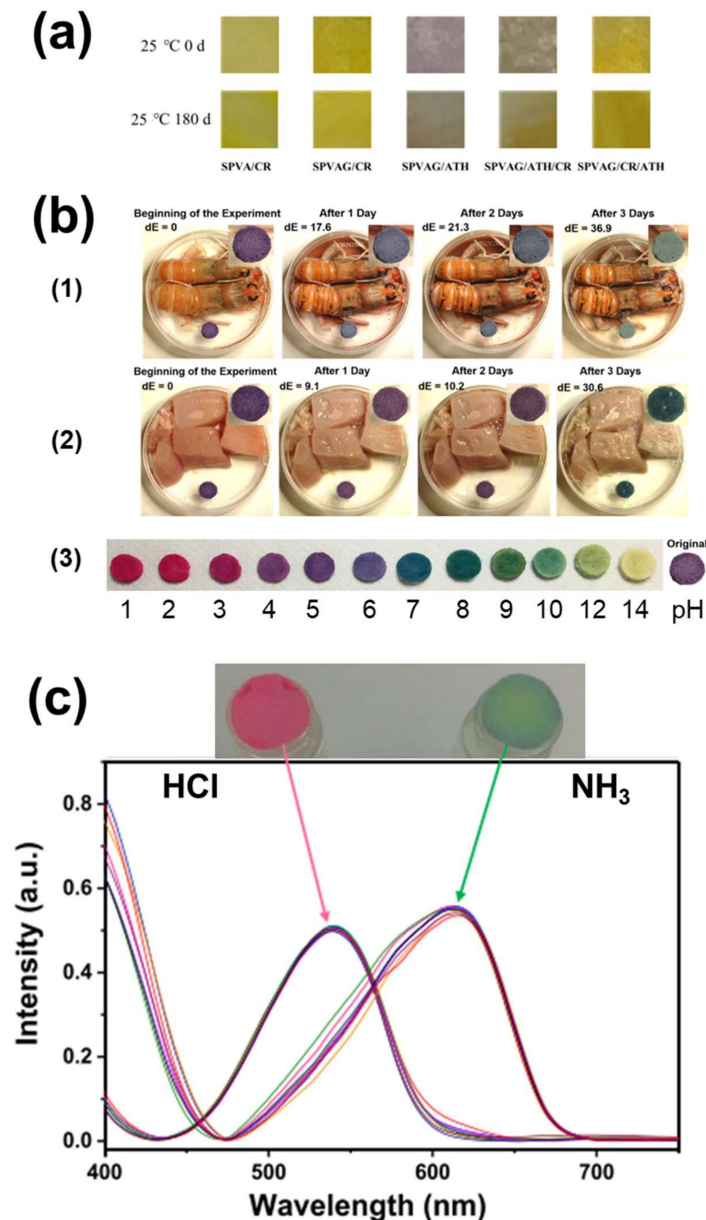 (a)
25 °C 0 d
25 °C 180 d
SPVA/CR SPVAG/CR SPVAG/ATH SPVAG/ATH/CR SPVAG/CR/ATH
(b)
Beginning of the Experiment After 1 Day After 2 Days After 3 Days
dE = 0 dE = 17.6 dE = 21.3 dE = 36.9
(1)
Beginning of the Experiment After 1 Day After 2 Days After 3 Days
dE = 0 dE = 9.1 dE = 10.2 dE = 30.6
(2)
(3)
Original
1 2 3 4 5 6 7 8 9 10 12 14 pH
(c)
HCl NH₃
0.8
0.6
0.4
0.2
0.0
Intensity (a.u.)
400 500 600 700
Wavelength (nm)